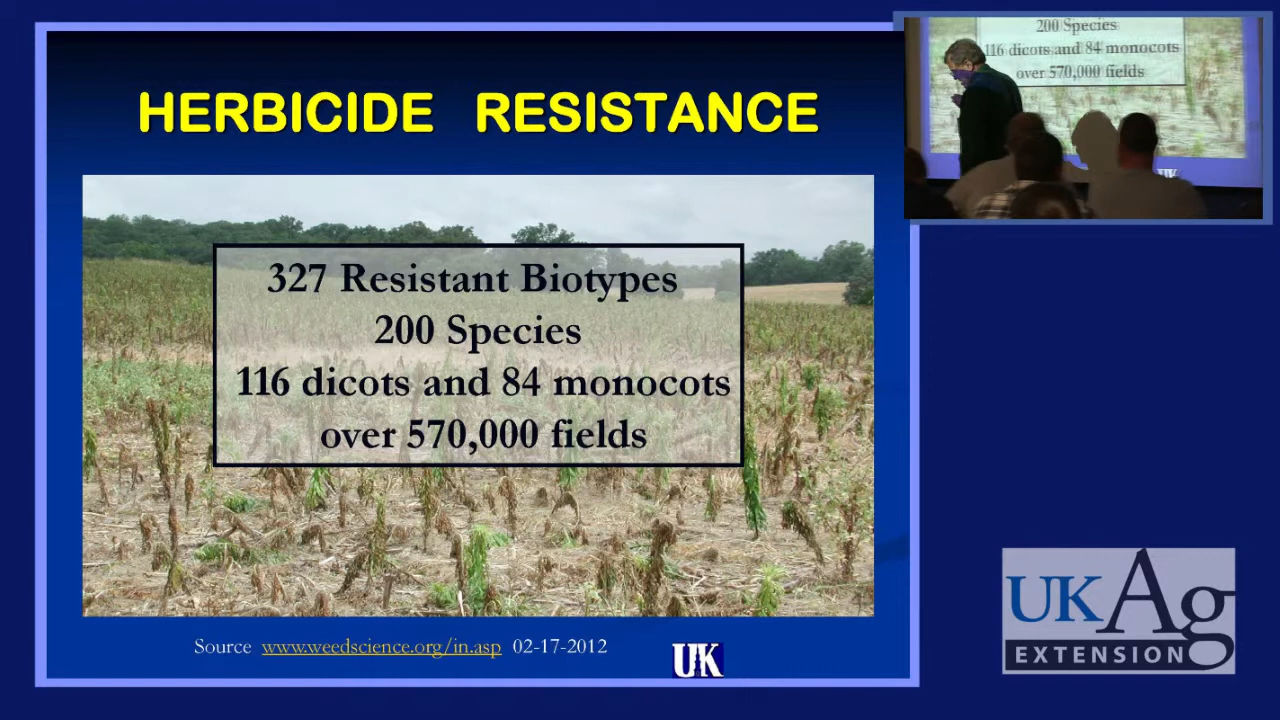 HERBICIDE RESISTANCE
327 Resistant Biotypes
200 Species
116 dicots and 84 monocots
over 570,000 fields
Source www.weedscience.org/in.asp 02-17-2012
UK
200 Species
116 dicots and 84 monocots
over 570,000 fields
UK
UKAg
EXTENSION